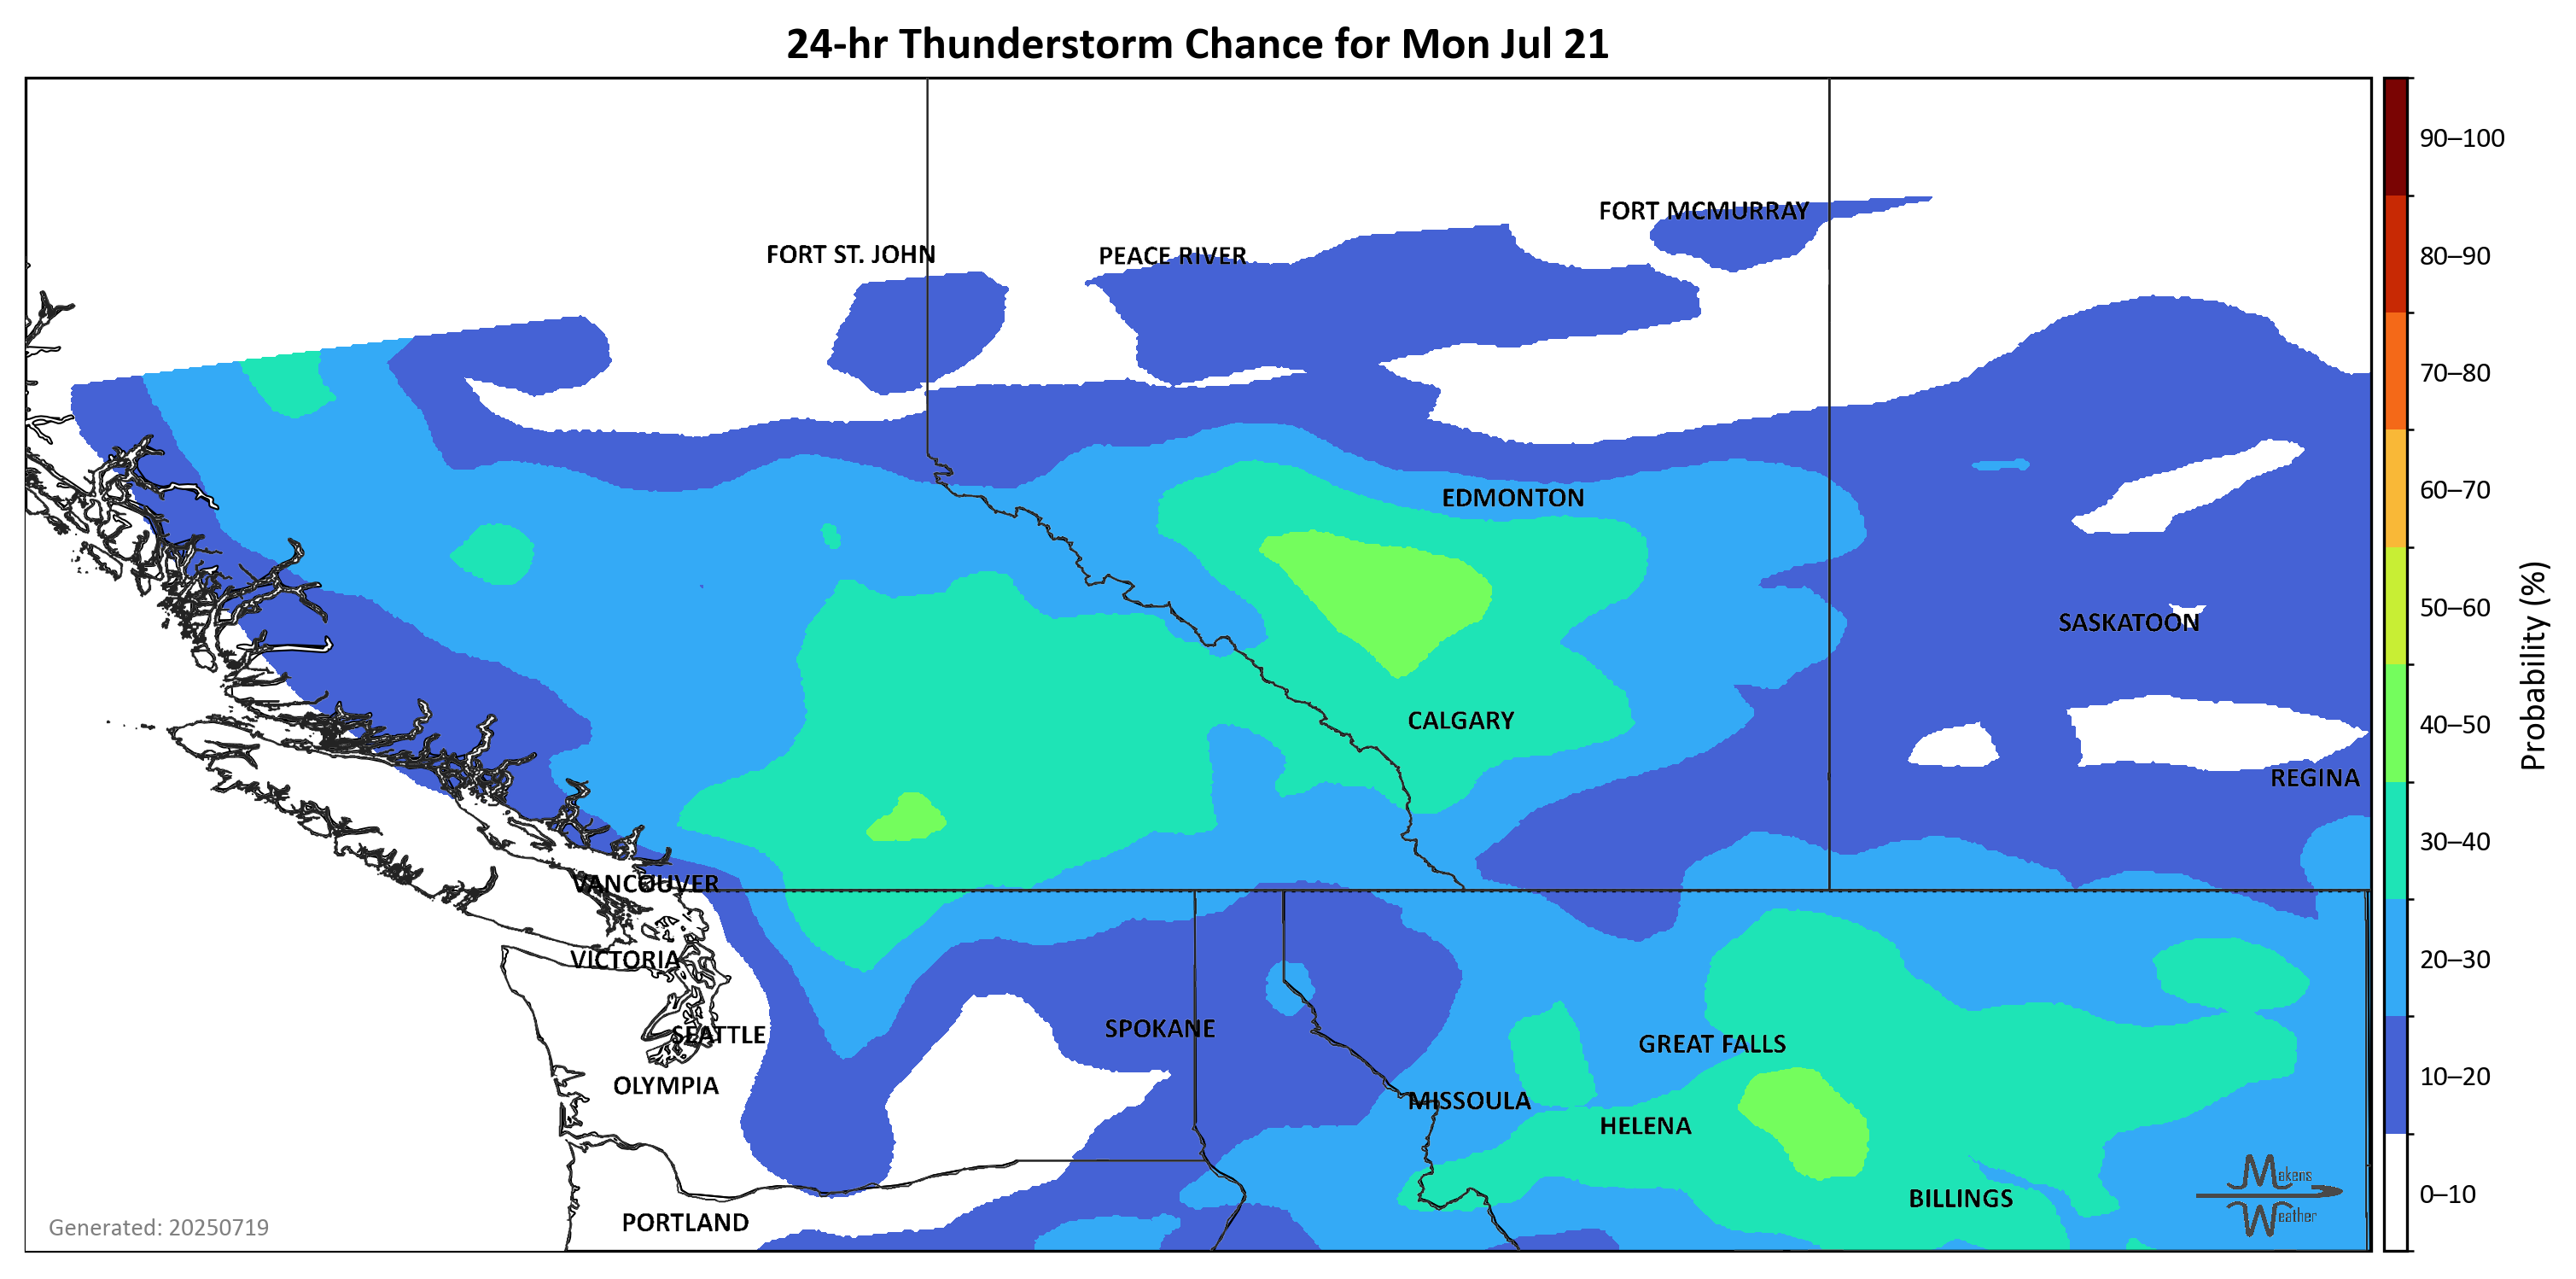 24-hr Thunderstorm Chance for Mon Jul 21
FORT MCMURRAY
FORT ST. JOHN
PEACE RIVER
EDMONTON
SASKATOON
CALGARY
REGINA
VANCOUVER
VICTORIA
SPOKANE
SEATTLE
GREAT FALLS
OLYMPIA
MISSOULA
HELENA
BILLINGS
PORTLAND
Generated: 20250719
Makens
Weather
90–100
80–90
70–80
60–70
50–60
40–50
30–40
20–30
10–20
0–10
Probability (%)